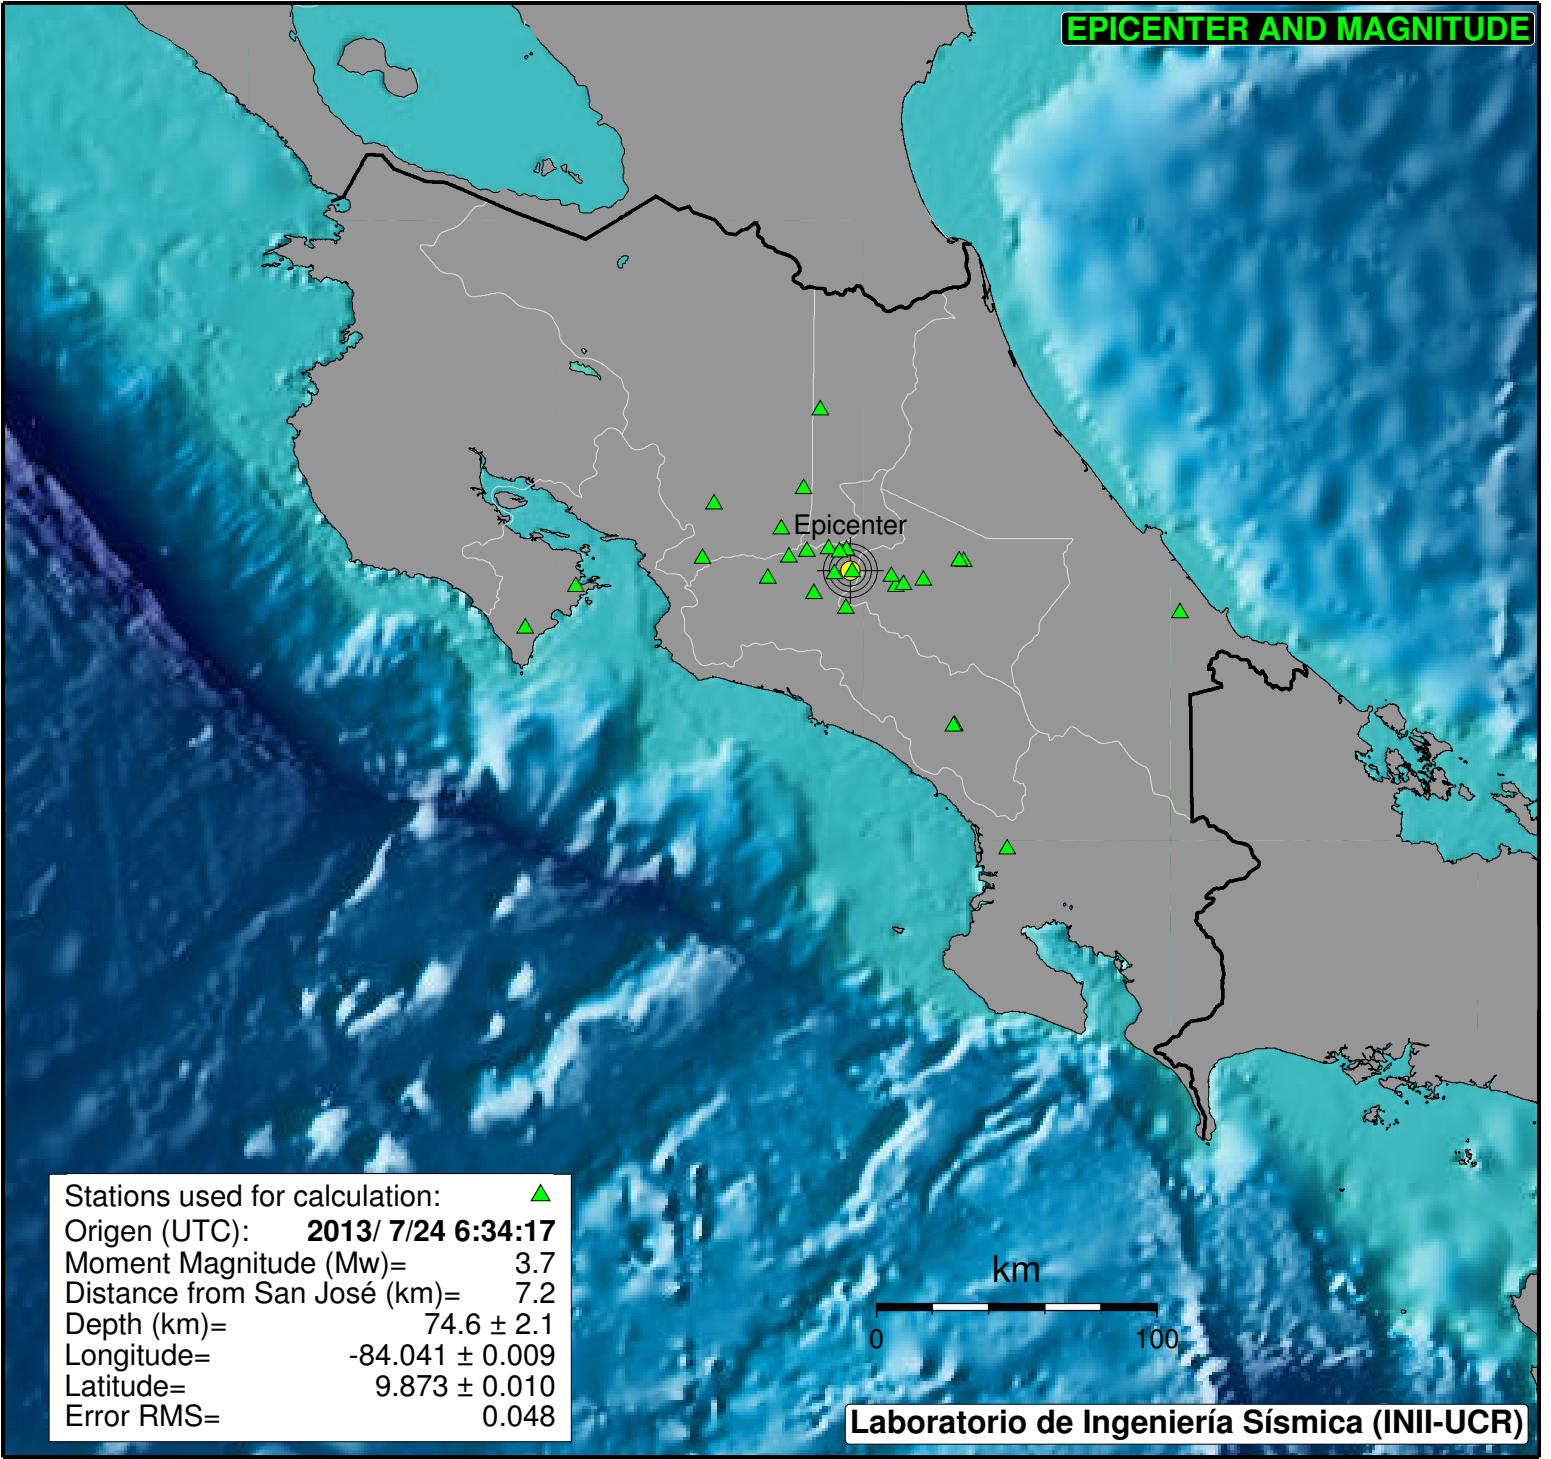 EPICENTER AND MAGNITUDE
Epicenter
Stations used for calculation:
Origen (UTC): 2013/ 7/24 6:34:17
Moment Magnitude (Mw)= 3.7
Distance from San José (km)= 7.2
Depth (km)= 74.6 ± 2.1
Longitude= -84.041 ± 0.009
Latitude= 9.873 ± 0.010
Error RMS= 0.048
km
0 100
Laboratorio de Ingeniería Sísmica (INII-UCR)